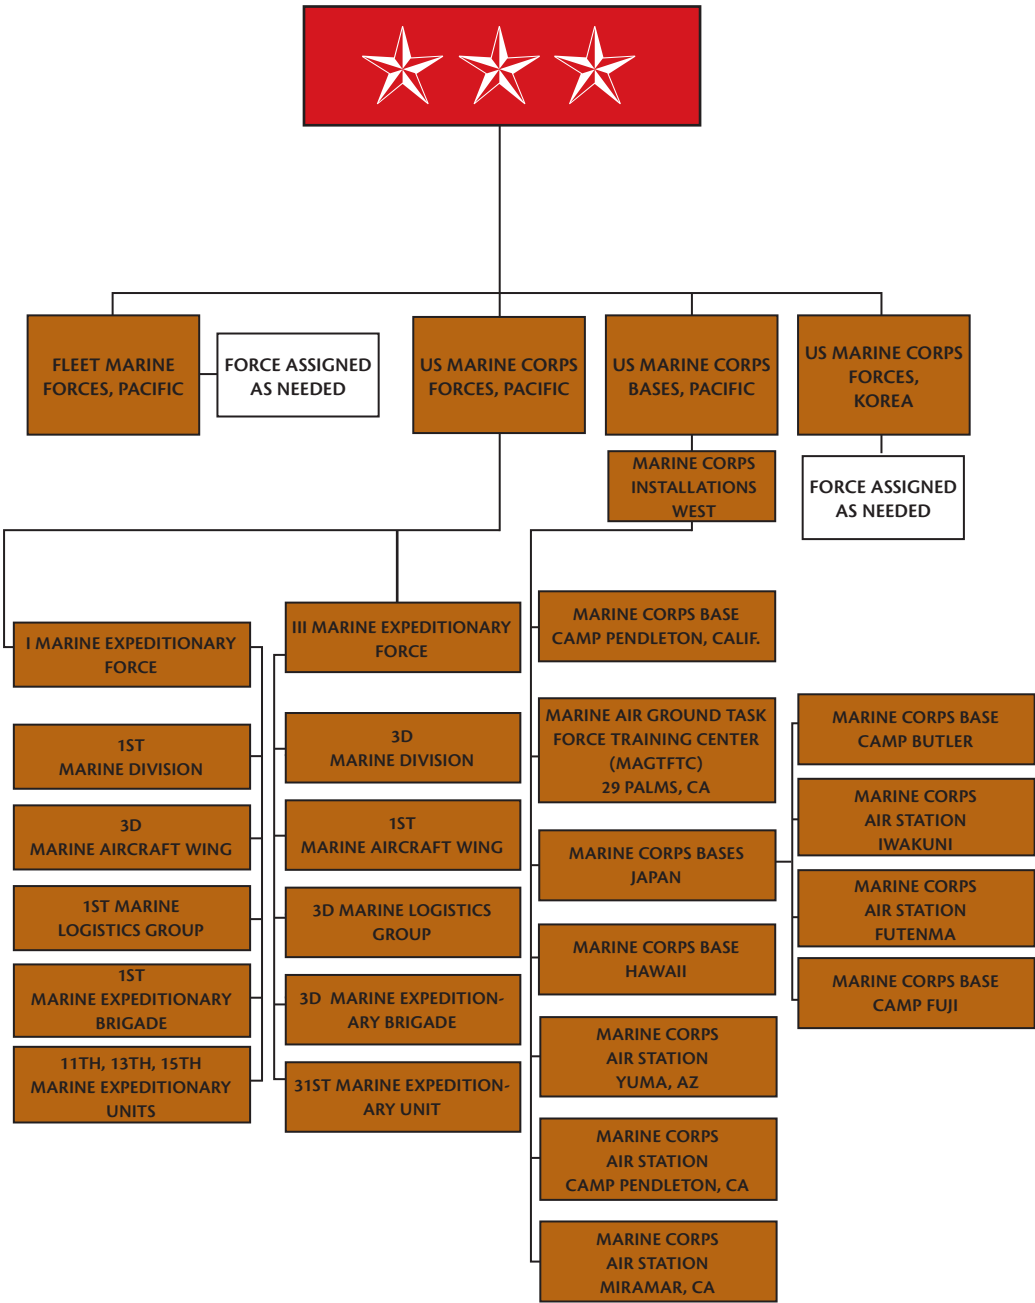 FLEET MARINE
FORCES, PACIFIC
FORCE ASSIGNED
AS NEEDED
US MARINE CORPS
FORCES, PACIFIC
US MARINE CORPS
BASES, PACIFIC
US MARINE CORPS
FORCES,
KOREA
MARINE CORPS
INSTALLATIONS
WEST
FORCE ASSIGNED
AS NEEDED
I MARINE EXPEDITIONARY
FORCE
1ST
MARINE DIVISION
3D
MARINE AIRCRAFT WING
1ST MARINE
LOGISTICS GROUP
1ST
MARINE EXPEDITIONARY
BRIGADE
11TH, 13TH, 15TH
MARINE EXPEDITIONARY
UNITS
III MARINE EXPEDITIONARY
FORCE
3D
MARINE DIVISION
1ST
MARINE AIRCRAFT WING
3D MARINE LOGISTICS
GROUP
3D  MARINE EXPEDITION-
ARY BRIGADE
31ST MARINE EXPEDITION-
ARY UNIT
MARINE CORPS BASE
CAMP PENDLETON, CALIF.
MARINE AIR GROUND TASK
FORCE TRAINING CENTER
(MAGTFTC)
29 PALMS, CA
MARINE CORPS BASES
JAPAN
MARINE CORPS BASE
HAWAII
MARINE CORPS
AIR STATION
YUMA, AZ
MARINE CORPS
AIR STATION
CAMP PENDLETON, CA
MARINE CORPS
AIR STATION
MIRAMAR, CA
MARINE CORPS BASE
CAMP BUTLER
MARINE CORPS
AIR STATION
IWAKUNI
MARINE CORPS
AIR STATION
FUTENMA
MARINE CORPS BASE
CAMP FUJI